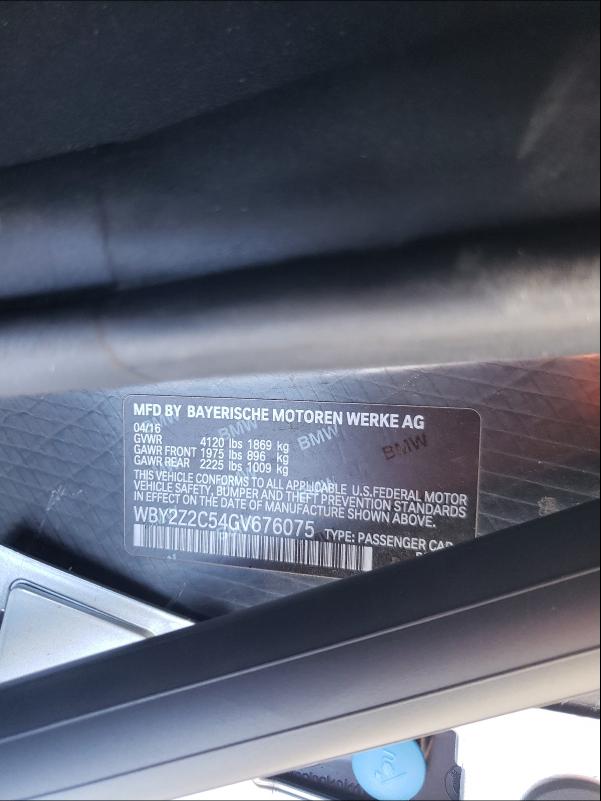 MFD BY BAYERISCHE MOTOREN WERKE AG
04/16
GVWR 4120 lbs 1869 kg
GAWR FRONT 1975 lbs 896 kg
GAWR REAR 2225 lbs 1009 kg
THIS VEHICLE CONFORMS TO ALL APPLICABLE U.S.FEDERAL MOTOR
VEHICLE SAFETY, BUMPER AND THEFT PREVENTION STANDARDS
IN EFFECT ON THE DATE OF MANUFACTURE SHOWN ABOVE.
WBY2Z2C54GV676075 TYPE: PASSENGER CAR
BMW
BMW
BMW
BMW